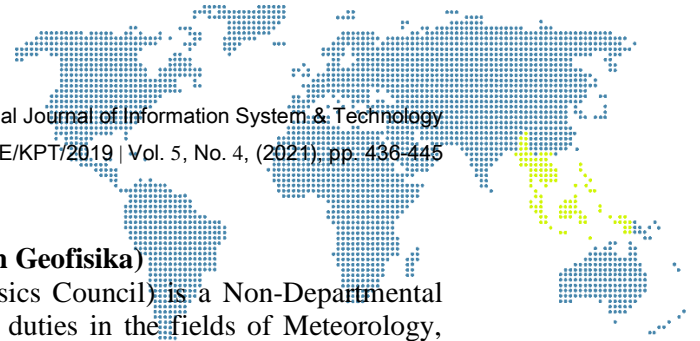 al Journal of Information System & Technology
E/KPT/2019 | Vol. 5, No. 4, (2021), pp. 436-445
n Geofisika)
sics Council) is a Non-Departmental
duties in the fields of Meteorology,